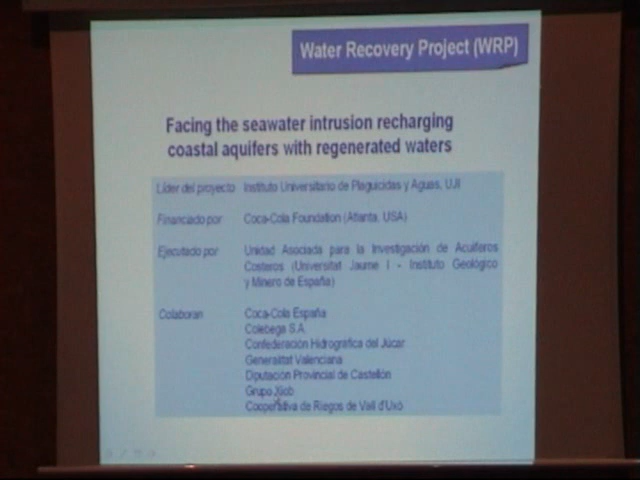 Water Recovery Project (WRP)
Facing the seawater intrusion recharging
coastal aquifers with regenerated waters
Líder del proyecto Instituto Universitario de Plaguicidas y Aguas, UJI
Financiado por Coca-Cola Foundation (Atlanta, USA)
Ejecutado por Unidad Asociada para la Investigación de Acuíferos
Costeros (Universitat Jaume I - Instituto Geológico
y Minero de España)
Colaboran Coca-Cola España
Colebega S.A.
Confederación Hidrográfica del Júcar
Generalitat Valenciana
Diputación Provincial de Castellón
Grupo
Cooperativa de Riegos de Vall d'Uxó